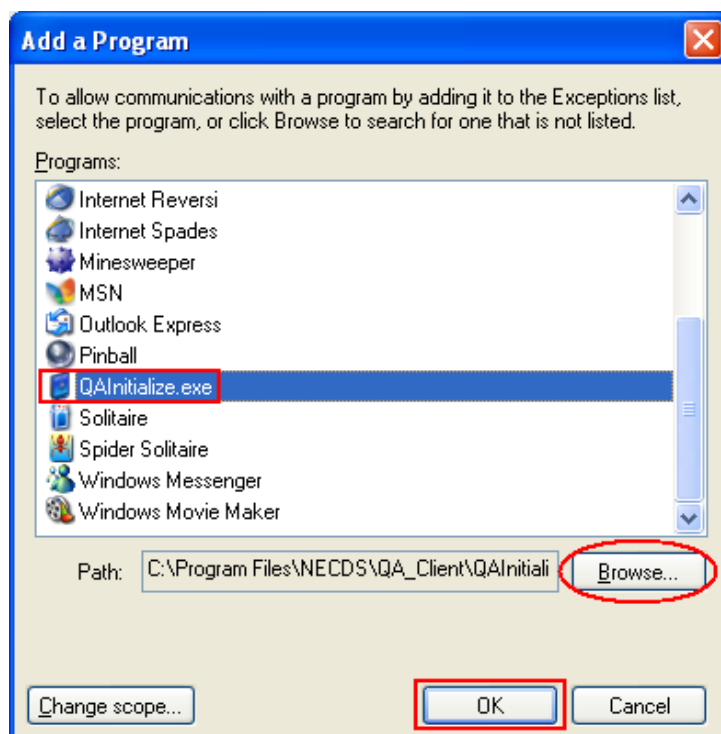 Add a Program
To allow communications with a program by adding it to the Exceptions list,
select the program, or click Browse to search for one that is not listed.
Programs:
Internet Reversi
Internet Spades
Minesweeper
MSN
Outlook Express
Pinball
QAInitialize.exe
Solitaire
Spider Solitaire
Windows Messenger
Windows Movie Maker
Path: C:\Program Files\NECDS\QA_Client\QAInitiali Browse...
Change scope... OK Cancel